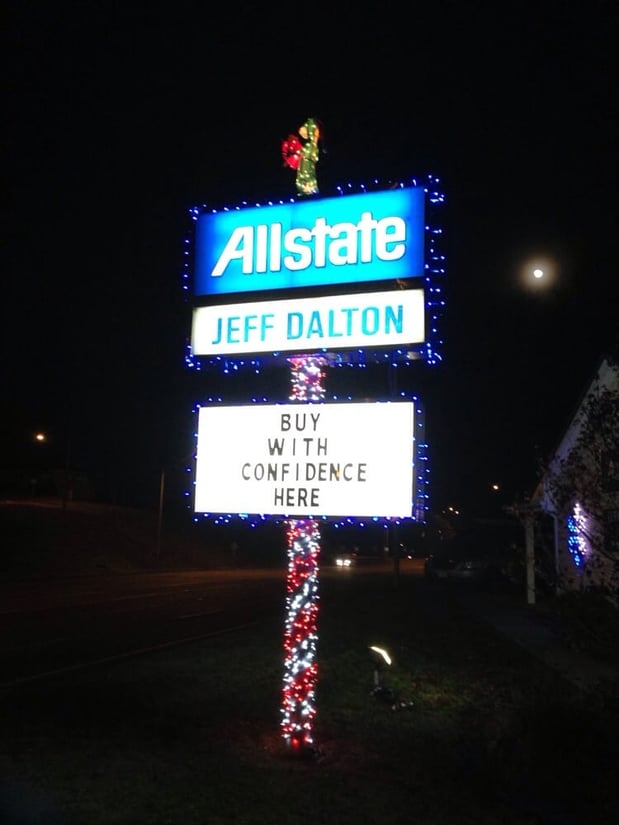 Allstate
JEFF DALTON
BUY
WITH
CONFIDENCE
HERE